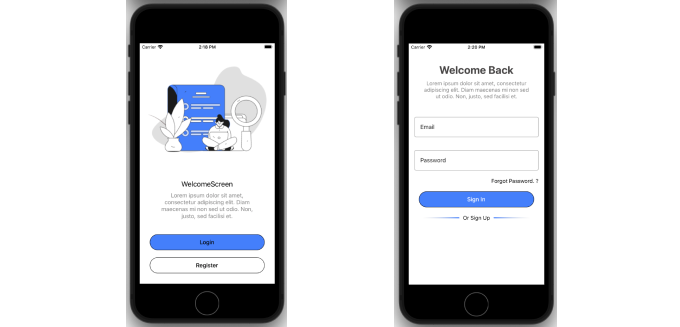 Carrier
2:18 PM
WelcomeScreen
Lorem ipsum dolor sit amet,
consectetur adipiscing elit. Diam
maecenas mi non sed ut odio. Non,
justo, sed facilisi et.
Login
Register
Carrier
2:20 PM
Welcome Back
Lorem ipsum dolor sit amet, consectetur
adipiscing elit. Diam maecenas mi non sed
ut odio. Non, justo, sed facilisi et.
Email
Password
Forgot Password. ?
Sign In
Or Sign Up